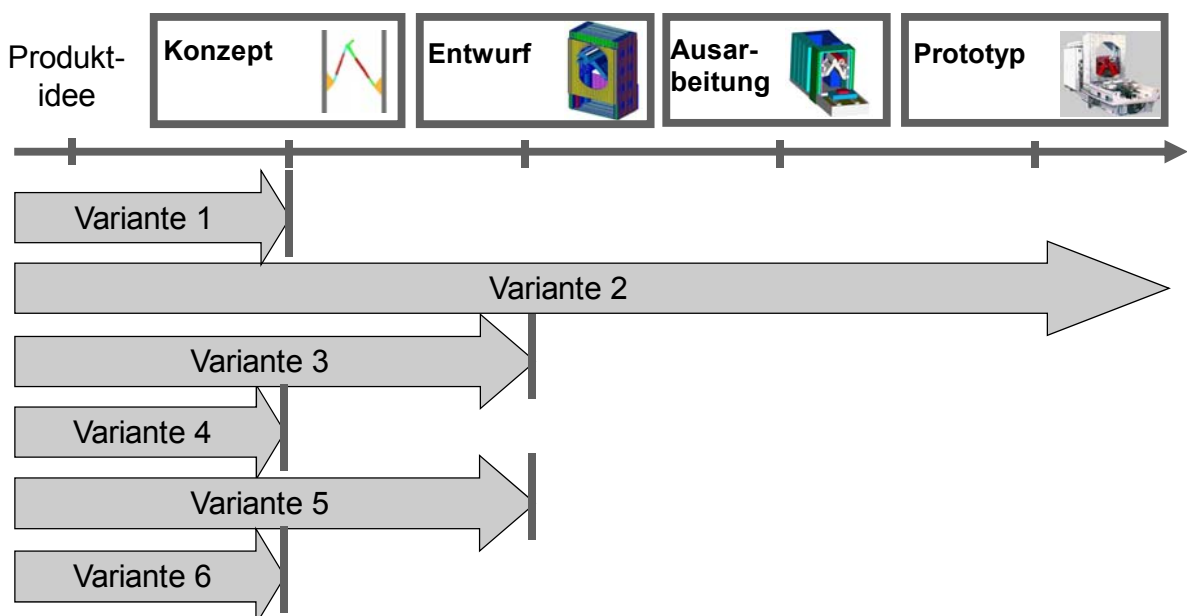 Produkt-
idee
Konzept
Entwurf
Ausar-
beitung
Prototyp
Variante 1
Variante 2
Variante 3
Variante 4
Variante 5
Variante 6